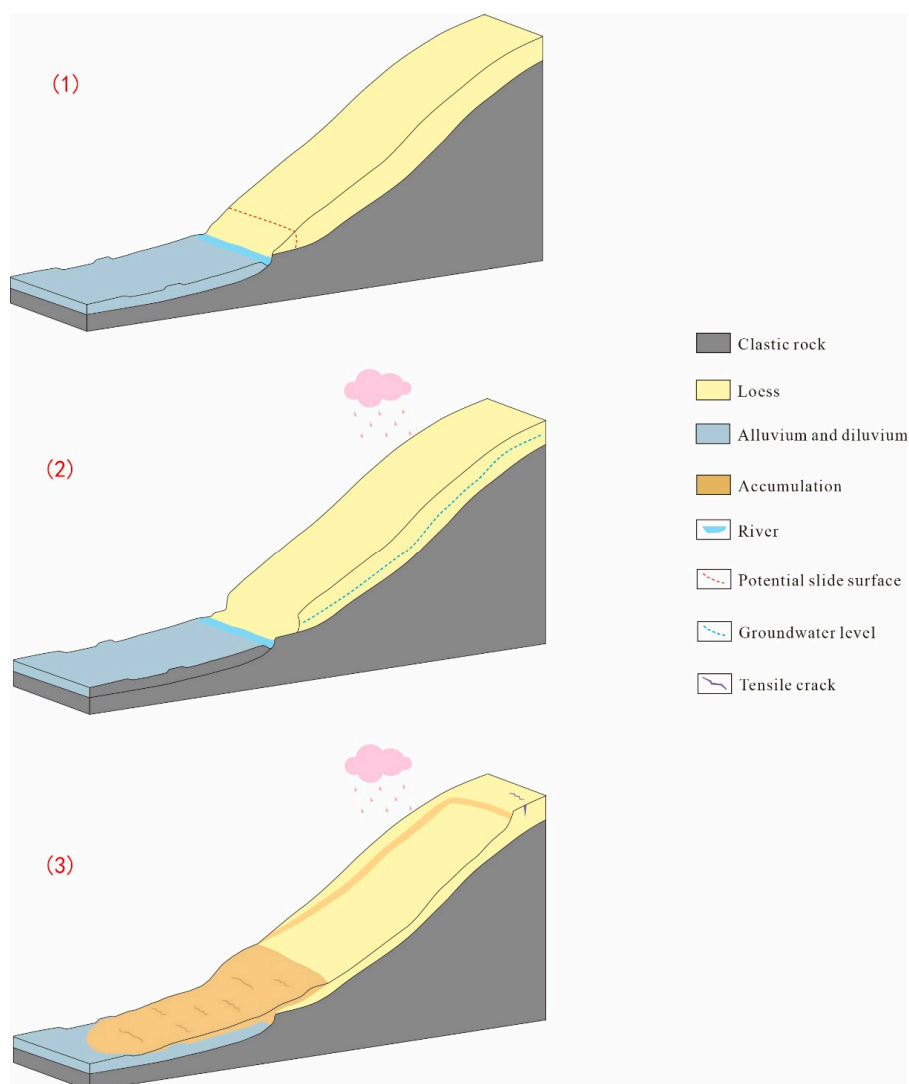 (1)
Clastic rock
Loess
Alluvium and diluvium
(2)
Accumulation
River
Potential slide surface
Groundwater level
Tensile crack
(3)